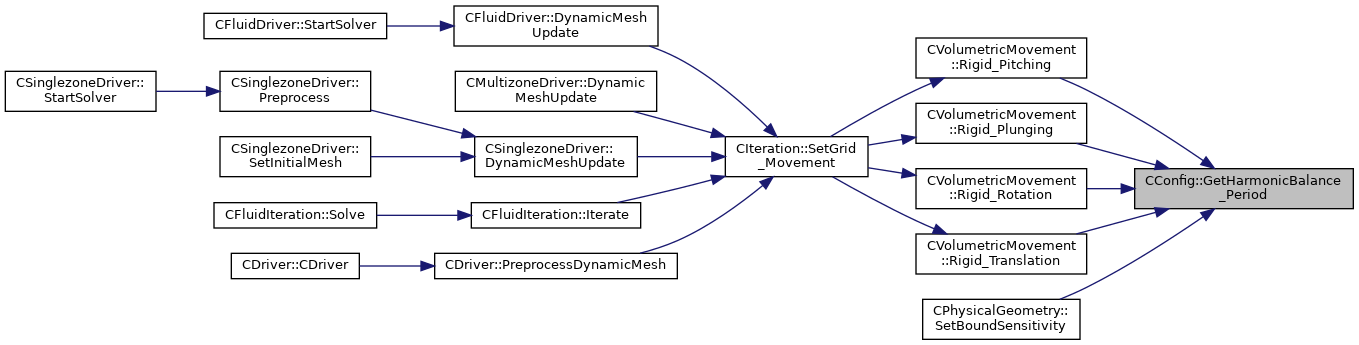 CFluidDriver::StartSolver
CFluidDriver::DynamicMesh
Update
CSinglezoneDriver::
StartSolver
CSinglezoneDriver::
Preprocess
CMultizoneDriver::Dynamic
MeshUpdate
CSinglezoneDriver::
SetInitialMesh
CSinglezoneDriver::
DynamicMeshUpdate
CFluidIteration::Solve
CFluidIteration::Iterate
CDriver::CDriver
CDriver::PreprocessDynamicMesh
CIteration::SetGrid
_Movement
CVolumetricMovement
::Rigid_Pitching
CVolumetricMovement
::Rigid_Plunging
CVolumetricMovement
::Rigid_Rotation
CVolumetricMovement
::Rigid_Translation
CPhysicalGeometry::
SetBoundSensitivity
CConfig::GetHarmonicBalance
_Period